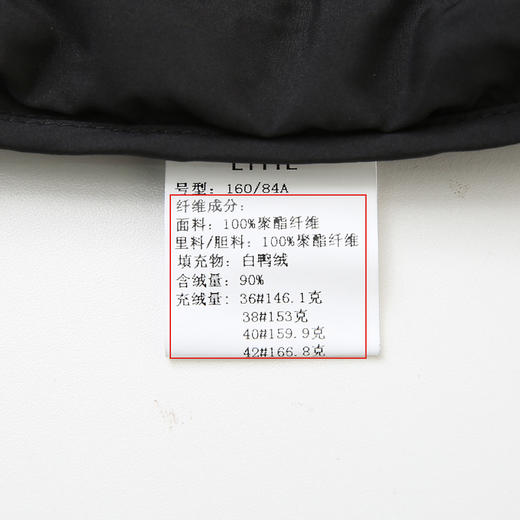 号型: 160/84A
纤维成分:
面料: 100%聚酯纤维
里料/胆料: 100%聚酯纤维
填充物: 白鸭绒
含绒量: 90%
充绒量: 36#146.1克
38#153克
40#159.9克
42#166.8克